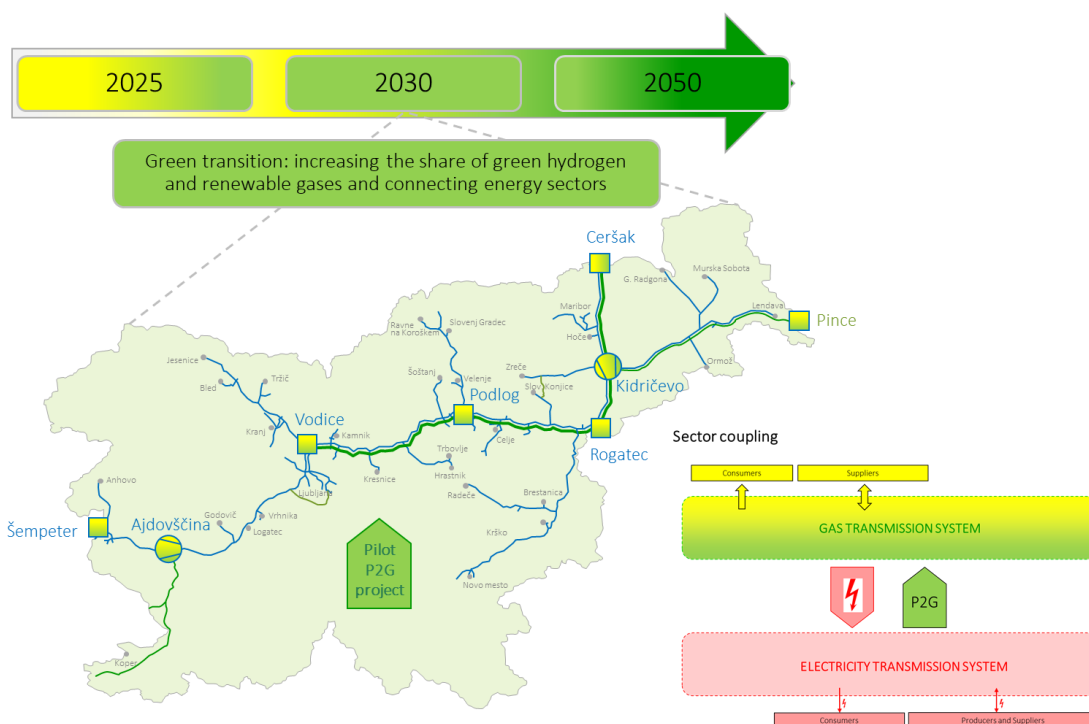 2025
2030
2050
Green transition: increasing the share of green hydrogen
and renewable gases and connecting energy sectors
Ceršak
Murska Sobota
G. Radgona
Lendava
Pince
Maribor
Hoče
Ravne
na Koroškem
Slovenj Gradec
Ormož
Jesenice
Zreče
Kidričevo
Bled
Tržič
Šoštanj
Velenje
Slov. Konjice
Podlog
Vodice
Kranj
Kamnik
Celje
Rogatec
Trbovlje
Hrastnik
Kresnice
Radeče
Brestanica
Anhovo
Ljubljana
Godovič
Vrhnika
Logatec
Šempeter
Ajdovščina
Krško
Novo mesto
Koper
Pilot
P2G
project
Sector coupling
Consumers
Suppliers
GAS TRANSMISSION SYSTEM
P2G
ELECTRICITY TRANSMISSION SYSTEM
Consumers
Producers and Suppliers